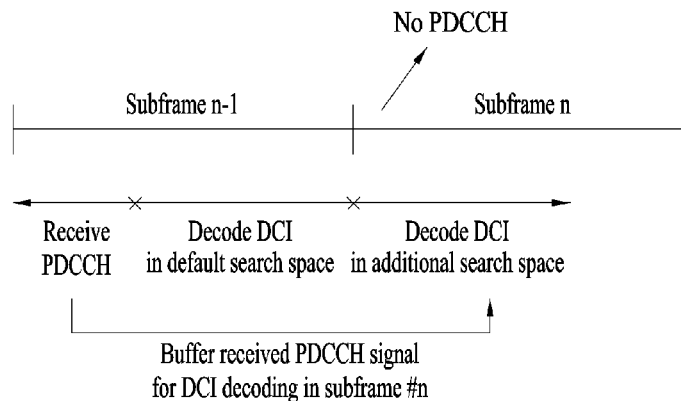 No PDCCH
Subframe n-1
Subframe n
Receive
PDCCH
Decode DCI
in default search space
Decode DCI
in additional search space
Buffer received PDCCH signal
for DCI decoding in subframe #n